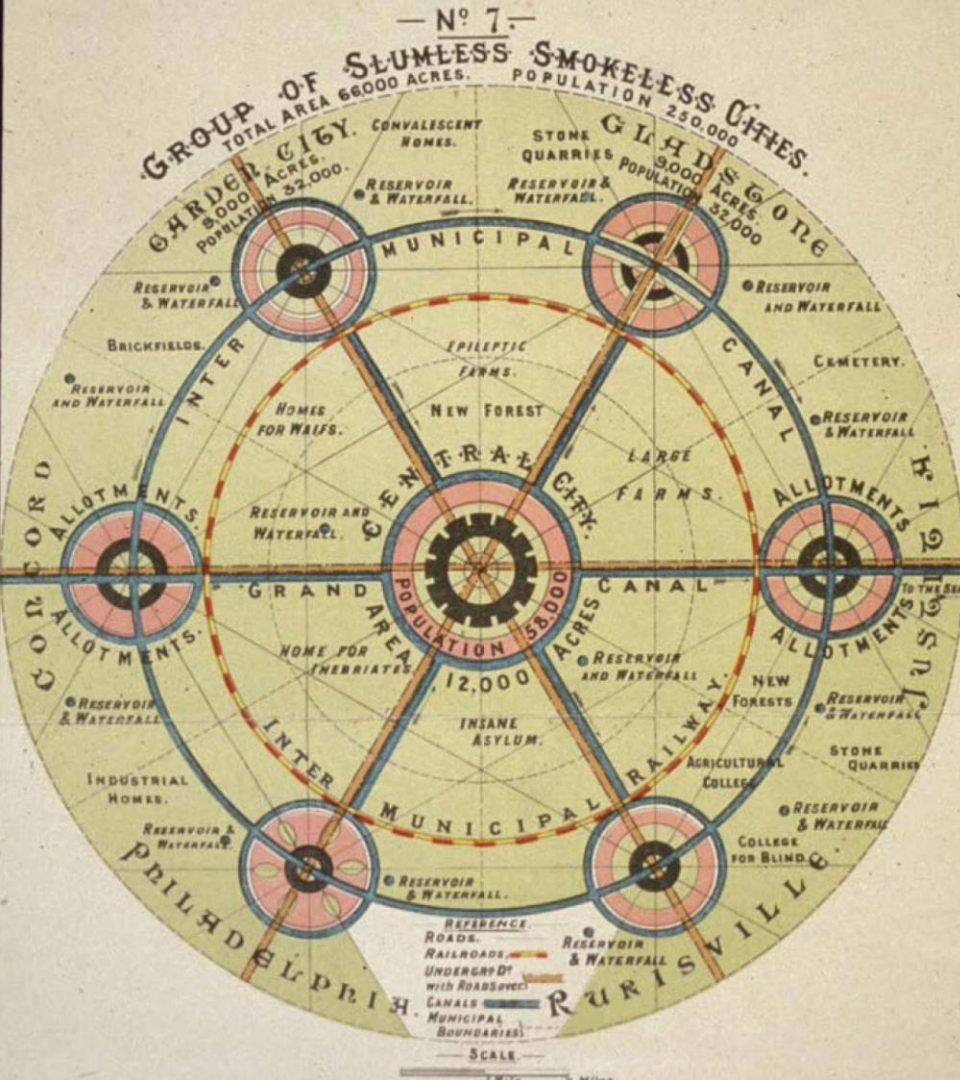 — Nº 7. —
GROUP OF SLUMLESS SMOKELESS CITIES.
TOTAL AREA 66,000 ACRES. POPULATION 250,000
GARDEN CITY.
9,000 ACRES.
POPULATION 32,000.
CONVALESCENT
HOMES.
STONE
QUARRIES
GLADSTONE
9,000 ACRES.
POPULATION 32,000
RESERVOIR
& WATERFALL.
RESERVOIR &
WATERFALL.
INTER MUNICIPAL CANAL
RESERVOIR
& WATERFALL
RESERVOIR
AND WATERFALL
BRICKFIELDS.
EPILEPTIC
FARMS.
CEMETERY.
RESERVOIR
AND WATERFALL
HOMES
FOR WAIFS.
NEW FOREST
RESERVOIR
& WATERFALL
LARGE
FARMS.
CENTRAL CITY.
CONCORD
ALLOTMENTS
RESERVOIR AND
WATERFALL.
ALLOTMENTS
GRAND CANAL
TO THE SEA
POPULATION 58,000
AREA 12,000 ACRES
ALLOTMENTS.
ALLOTMENTS
HOME FOR
INEBRIATES.
RESERVOIR
AND WATERFALL
NEW
FORESTS
RESERVOIR
& WATERFALL
RESERVOIR
& WATERFALL
INSANE
ASYLUM.
STONE
QUARRIES
INDUSTRIAL
HOMES.
INTER MUNICIPAL RAILWAY.
AGRICULTURAL
COLLEGE
RESERVOIR
& WATERFALL
RESERVOIR &
WATERFALL.
COLLEGE
FOR BLIND.
RESERVOIR
& WATERFALL.
PHILADELPHIA.
RURISVILLE
RESERVOIR
& WATERFALL
REFERENCE.
ROADS.
RAILROADS,
UNDERGRD Dº
with ROADS over
CANALS
MUNICIPAL
BOUNDARIES
— SCALE. —